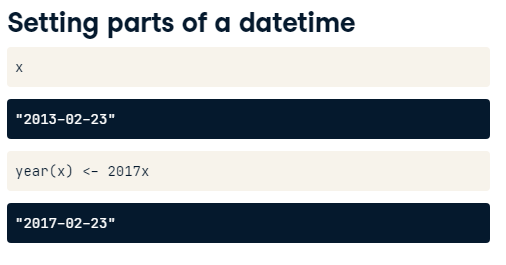 Setting parts of a datetime
x
"2013-02-23"
year(x) <- 2017x
"2017-02-23"